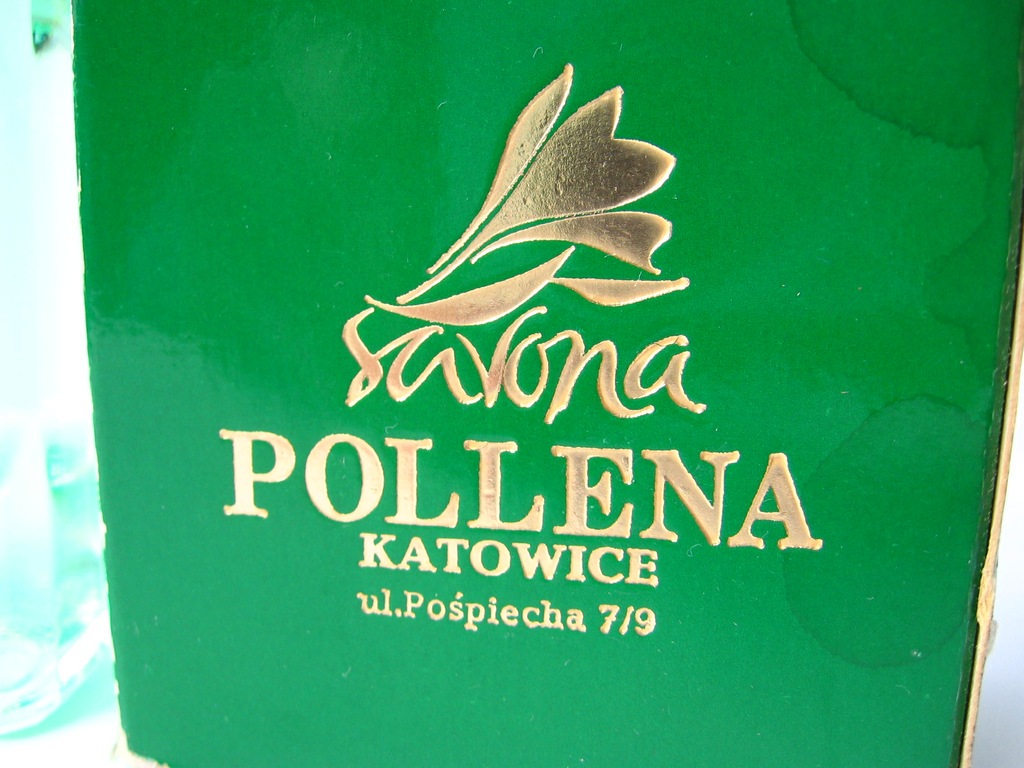 savona
POLLENA
KATOWICE
ul.Pośpiecha 7/9